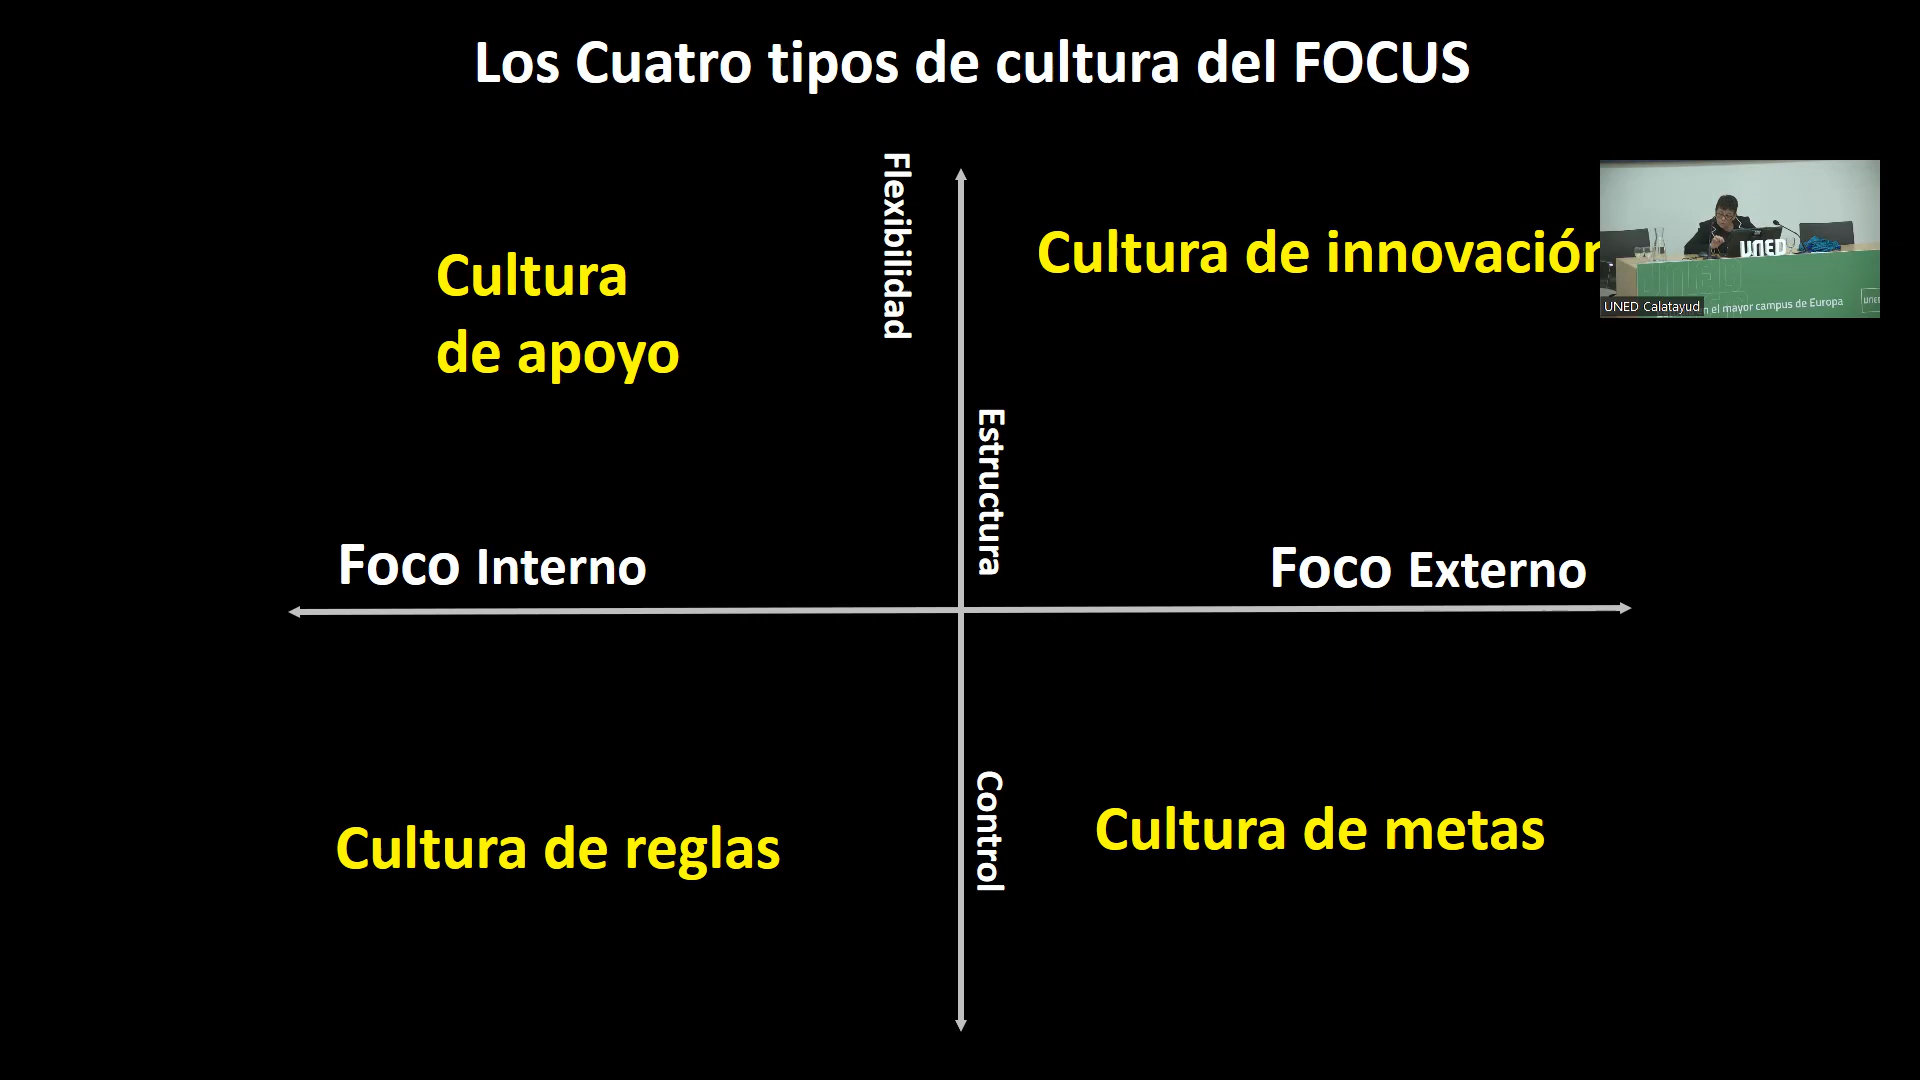 Los Cuatro tipos de cultura del FOCUS
Flexibilidad
Cultura
de apoyo
Cultura de innovación
UNED
UNED Calatayud
n el mayor campus de Europa
Estructura
Foco Interno
Foco Externo
Control
Cultura de reglas
Cultura de metas